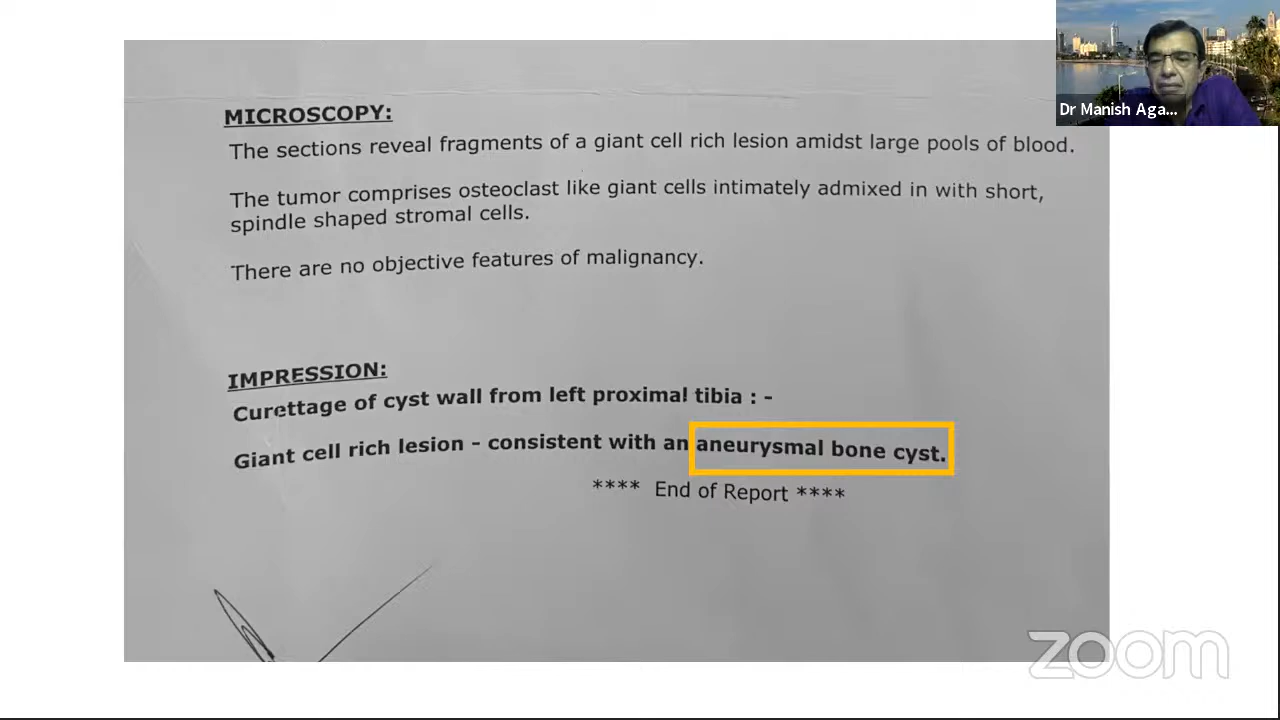 Dr Manish Aga...
MICROSCOPY:
The sections reveal fragments of a giant cell rich lesion amidst large pools of blood.
The tumor comprises osteoclast like giant cells intimately admixed in with short,
spindle shaped stromal cells.
There are no objective features of malignancy.
IMPRESSION:
Curettage of cyst wall from left proximal tibia : -
Giant cell rich lesion - consistent with an aneurysmal bone cyst.
**** End of Report ****
zoom